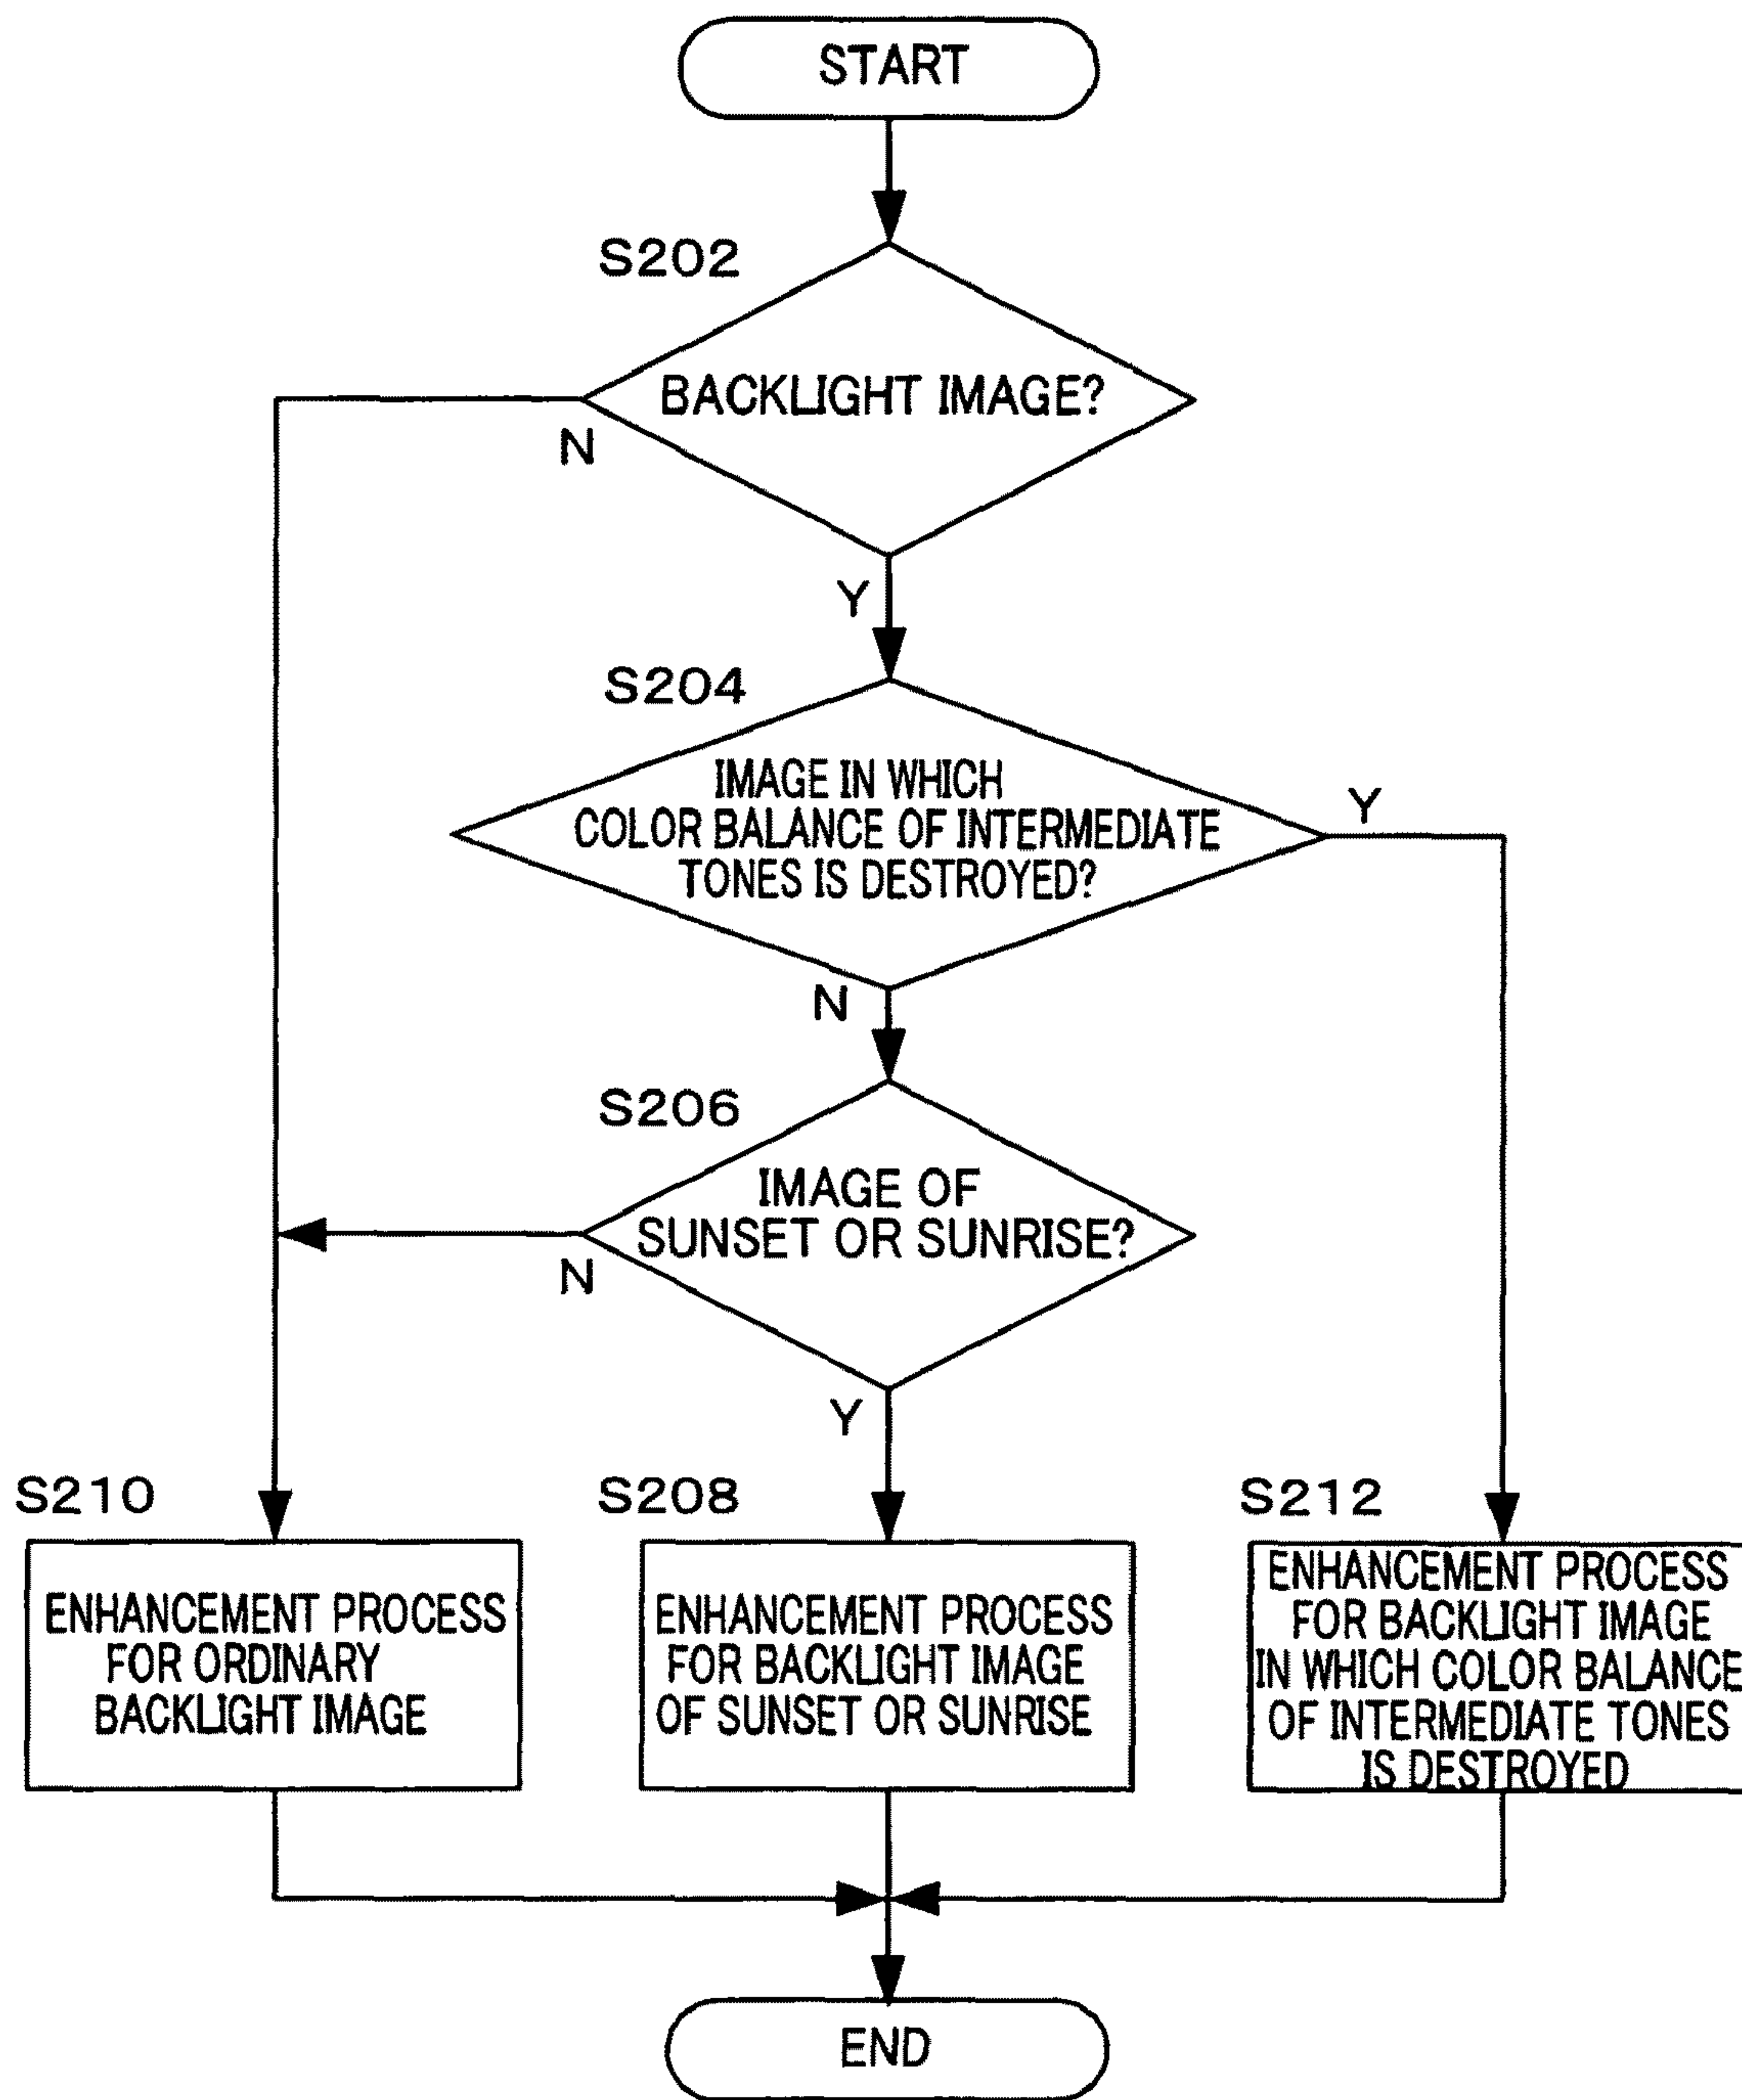 START
S202
BACKLIGHT IMAGE?
N
Y
S204
IMAGE IN WHICH
COLOR BALANCE OF INTERMEDIATE
TONES IS DESTROYED?
Y
N
S206
IMAGE OF
SUNSET OR SUNRISE?
N
Y
S210
ENHANCEMENT PROCESS
FOR ORDINARY
BACKLIGHT IMAGE
S208
ENHANCEMENT PROCESS
FOR BACKLIGHT IMAGE
OF SUNSET OR SUNRISE
S212
ENHANCEMENT PROCESS
FOR BACKLIGHT IMAGE
IN WHICH COLOR BALANCE
OF INTERMEDIATE TONES
IS DESTROYED
END